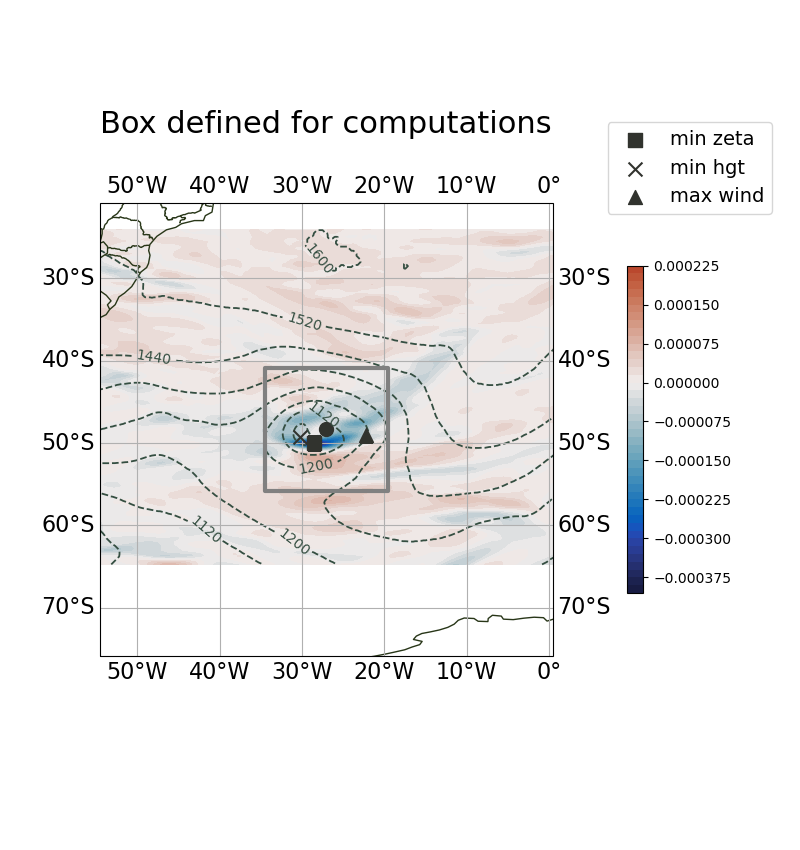 Box defined for computations
min zeta
min hgt
max wind
50°W 40°W 30°W 20°W 10°W 0°
1600
30°S 30°S
1520
40°S 1440 40°S
1120
50°S 50°S
1200
60°S 1120 1200 60°S
70°S 70°S
50°W 40°W 30°W 20°W 10°W 0°
0.000225
0.000150
0.000075
0.000000
−0.000075
−0.000150
−0.000225
−0.000300
−0.000375